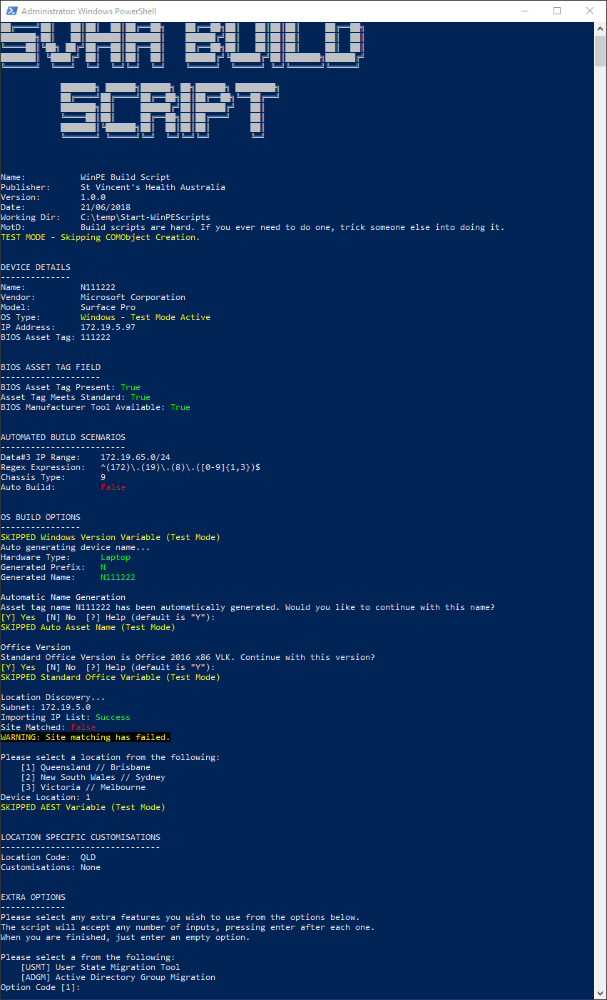 Administrator: Windows PowerShell
SVHA BUILD
SCRIPT
Name: WinPE Build Script
Publisher: St Vincent's Health Australia
Version: 1.0.0
Date: 21/06/2018
Working Dir: C:\temp\Start-WinPEScripts
MotD: Build scripts are hard. If you ever need to do one, trick someone else into doing it.
TEST MODE - Skipping COMObject Creation.
DEVICE DETAILS
--------------
Name: N111222
Vendor: Microsoft Corporation
Model: Surface Pro
OS Type: Windows - Test Mode Active
IP Address: 172.19.5.97
BIOS Asset Tag: 111222
BIOS ASSET TAG FIELD
--------------------
BIOS Asset Tag Present: True
Asset Tag Meets Standard: True
BIOS Manufacturer Tool Available: True
AUTOMATED BUILD SCENARIOS
-------------------------
Data#3 IP Range: 172.19.65.0/24
Regex Expression: ^(172)\.(19)\.(8)\.([0-9]{1,3})$
Chassis Type: 9
Auto Build: False
OS BUILD OPTIONS
----------------
SKIPPED Windows Version Variable (Test Mode)
Auto generating device name...
Hardware Type: Laptop
Generated Prefix: N
Generated Name: N111222
Automatic Name Generation
Asset tag name N111222 has been automatically generated. Would you like to continue with this name?
[Y] Yes [N] No [?] Help (default is "Y"):
SKIPPED Auto Asset Name (Test Mode)
Office Version
Standard Office Version is Office 2016 x86 VLK. Continue with this version?
[Y] Yes [N] No [?] Help (default is "Y"):
SKIPPED Standard Office Variable (Test Mode)
Location Discovery...
Subnet: 172.19.5.0
Importing IP List: Success
Site Matched: False
WARNING: Site matching has failed.
Please select a location from the following:
[1] Queensland // Brisbane
[2] New South Wales // Sydney
[3] Victoria // Melbourne
Device Location: 1
SKIPPED AEST Variable (Test Mode)
LOCATION SPECIFIC CUSTOMISATIONS
--------------------------------
Location Code: QLD
Customisations: None
EXTRA OPTIONS
-------------
Please select any extra features you wish to use from the options below.
The script will accept any number of inputs, pressing enter after each one.
When you are finished, just enter an empty option.
Please select a from the following:
[USMT] User State Migration Tool
[ADGM] Active Directory Group Migration
Option Code [1]: